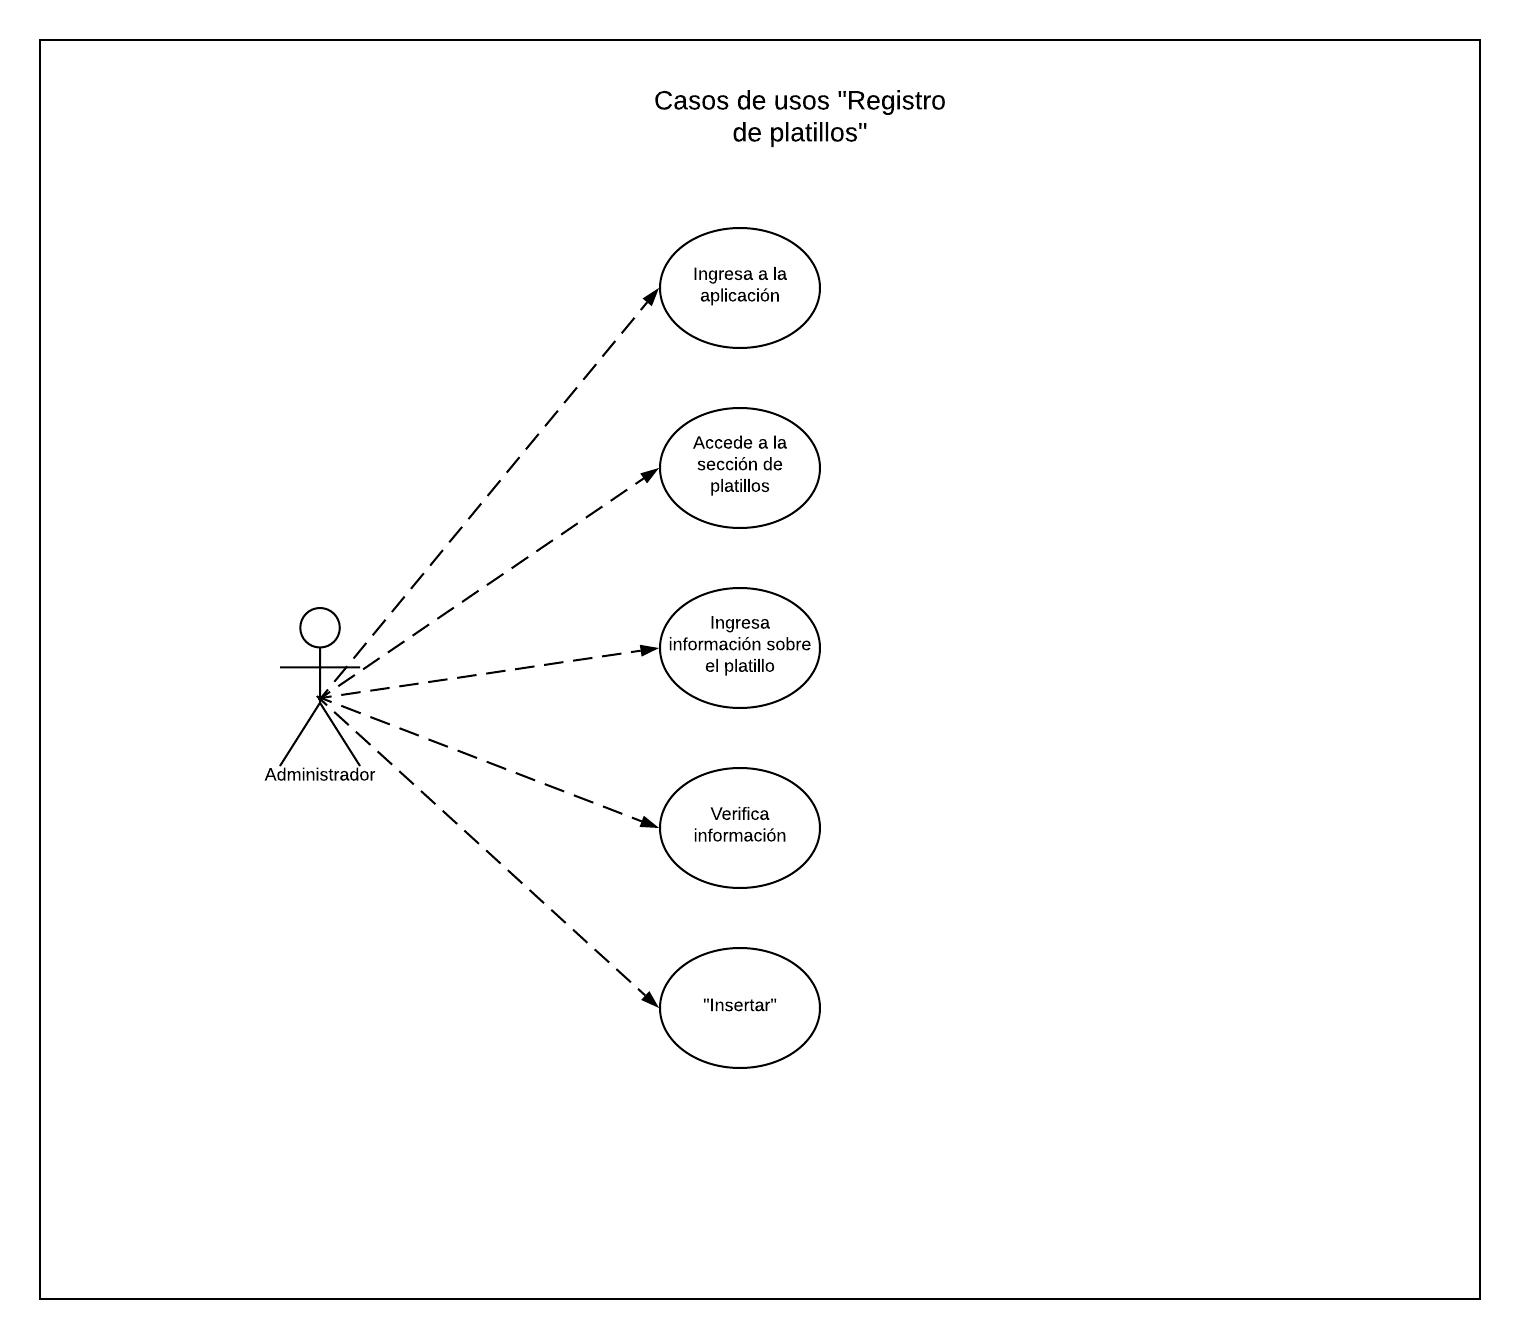 Casos de usos "Registro
de platillos"
Ingresa a la
aplicación
Accede a la
sección de
platillos
Ingresa
información sobre
el platillo
Administrador
Verifica
información
"Insertar"